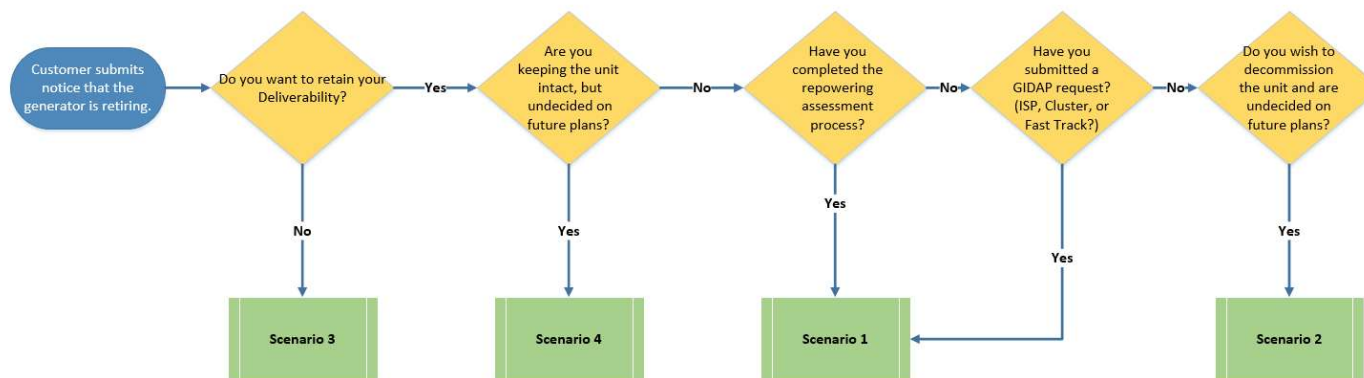 Customer submits
notice that the
generator is retiring.
Do you want to retain your
Deliverability?
Yes
Are you
keeping the unit
intact, but
undecided on
future plans?
No
Have you
completed the
repowering
assessment
process?
No
Have you
submitted a
GIDAP request?
(ISP, Cluster, or
Fast Track?)
No
Do you wish to
decommission
the unit and are
undecided on
future plans?
No
Yes
Yes
Yes
Yes
Scenario 3
Scenario 4
Scenario 1
Scenario 2